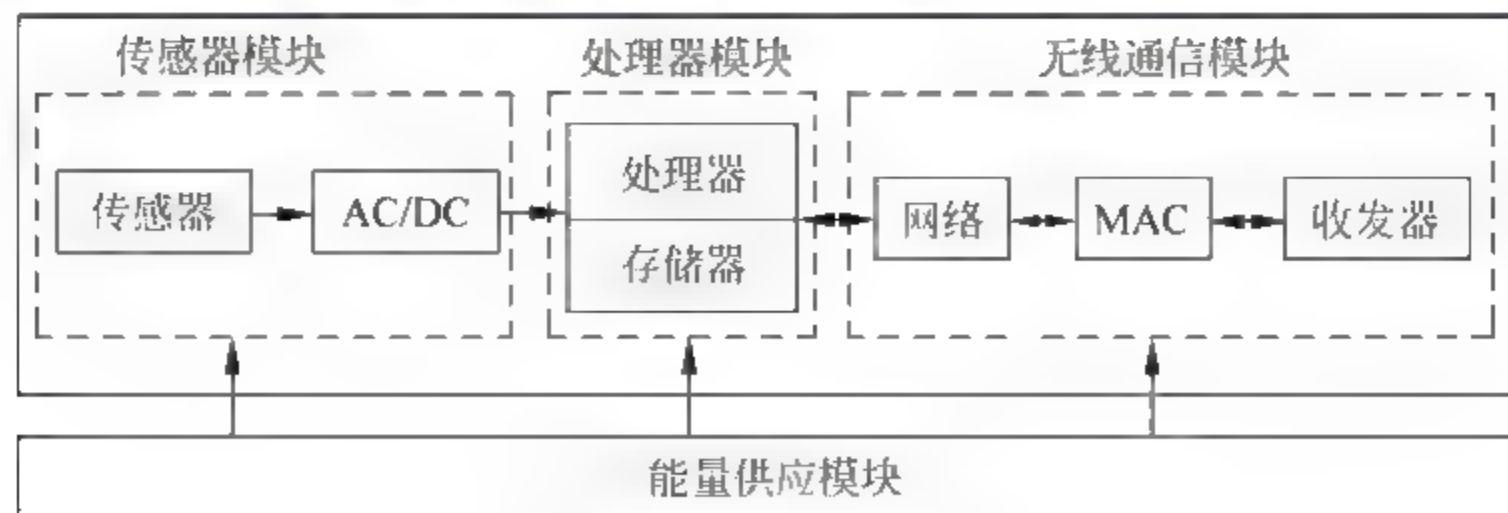 传感器模块
处理器模块
无线通信模块
传感器
AC/DC
处理器
存储器
网络
MAC
收发器
能量供应模块